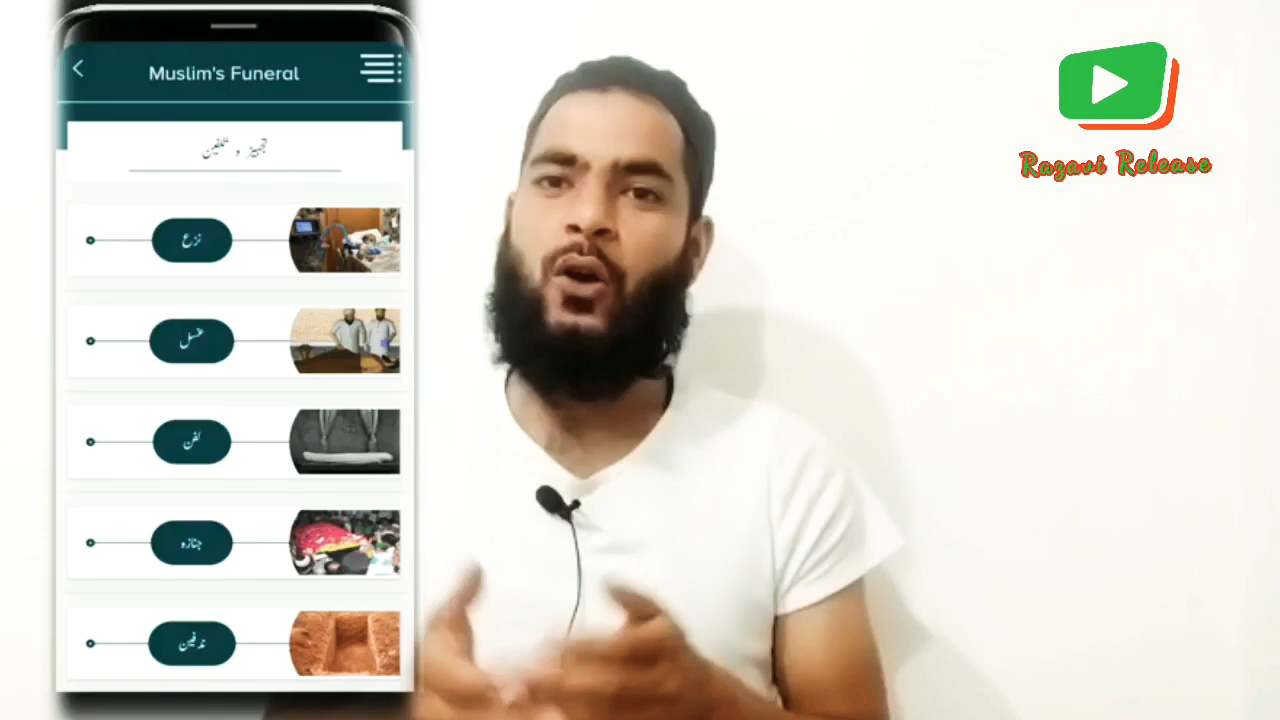 Muslim's Funeral
تجہیز و تکفین
نزع
غسل
کفن
جنازہ
تدفین
Razavi Release